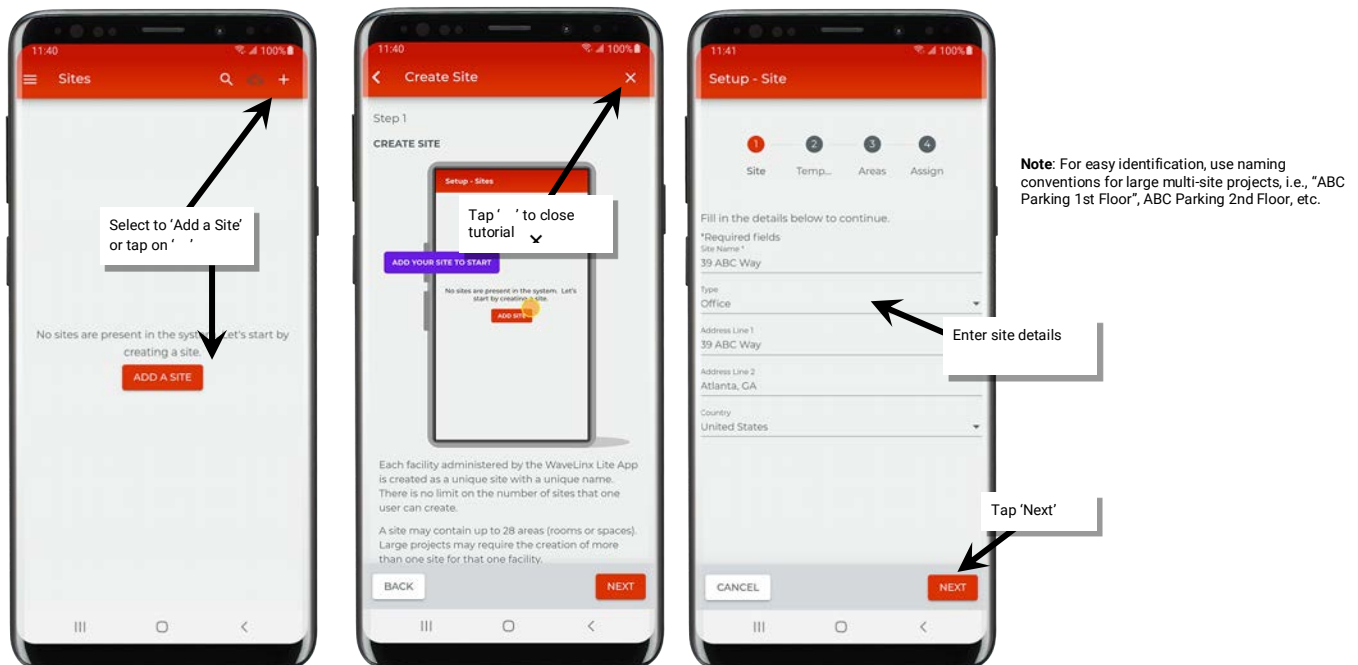 11:40
100%
Sites
Select to 'Add a Site'
or tap on ' '
No sites are present in the system. Let's start by
creating a site.
ADD A SITE
11:40
100%
Create Site
Step 1
CREATE SITE
Setup - Sites
Tap ' ' to close
tutorial
ADD YOUR SITE TO START
No sites are present in the system. Let's
start by creating a site.
ADD SITE
Each facility administered by the WaveLinx Lite App
is created as a unique site with a unique name.
There is no limit on the number of sites that one
user can create.
A site may contain up to 28 areas (rooms or spaces).
Large projects may require the creation of more
than one site for that one facility.
BACK
NEXT
11:41
100%
Setup - Site
1 2 3 4
Site Temp... Areas Assign
Fill in the details below to continue.
*Required fields
Site Name *
39 ABC Way
Type
Office
Address Line 1
39 ABC Way
Address Line 2
Atlanta, GA
Country
United States
Enter site details
Tap 'Next'
CANCEL
NEXT
Note: For easy identification, use naming
conventions for large multi-site projects, i.e., "ABC
Parking 1st Floor", ABC Parking 2nd Floor, etc.